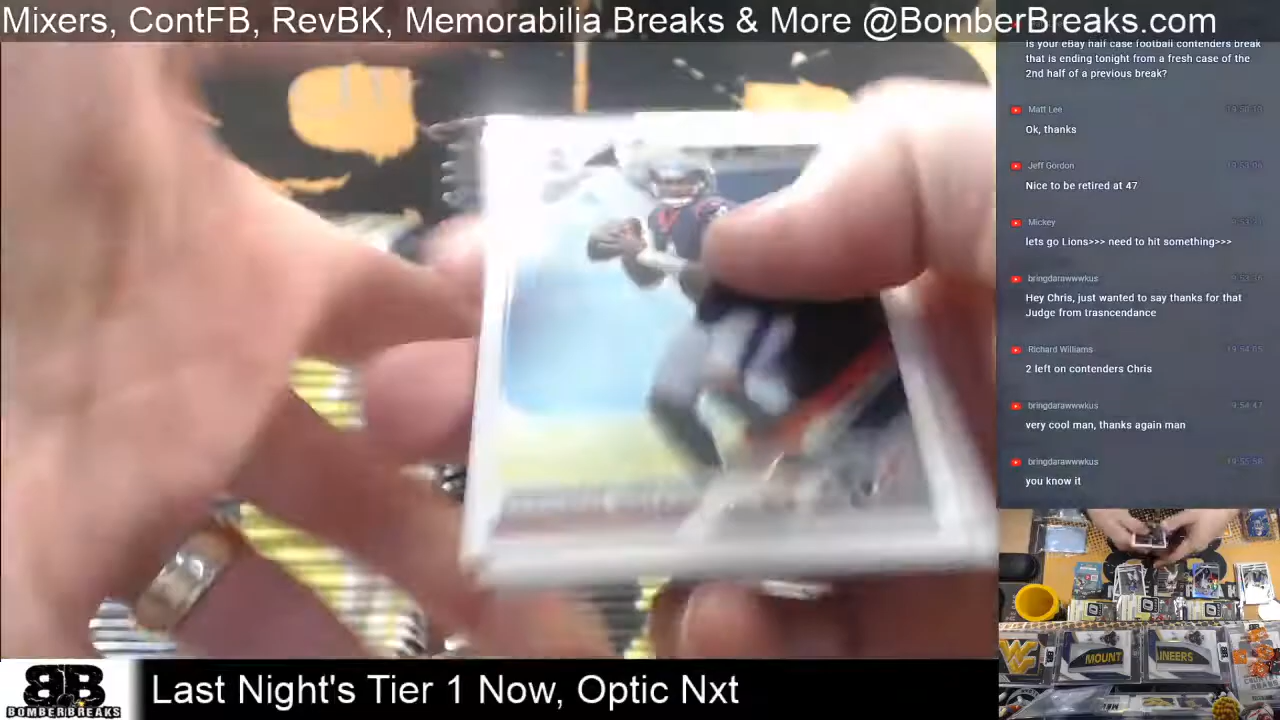 Mixers, ContFB, RevBK, Memorabilia Breaks & More @BomberBreaks.com
Is your eBay half case football contenders break
that is ending tonight from a fresh case of the
2nd half of a previous break?
Matt Lee
Ok, thanks
Jeff Gordon
Nice to be retired at 47
Mickey
lets go Lions>>> need to hit something>>>
bringdarawwwkus
Hey Chris, just wanted to say thanks for that
Judge from trasncendance
Richard Williams
2 left on contenders Chris
bringdarawwwkus
very cool man, thanks again man
bringdarawwwkus
you know it
MOUNT
AINEERS
BB
BOMBERBREAKS
Last Night's Tier 1 Now, Optic Nxt